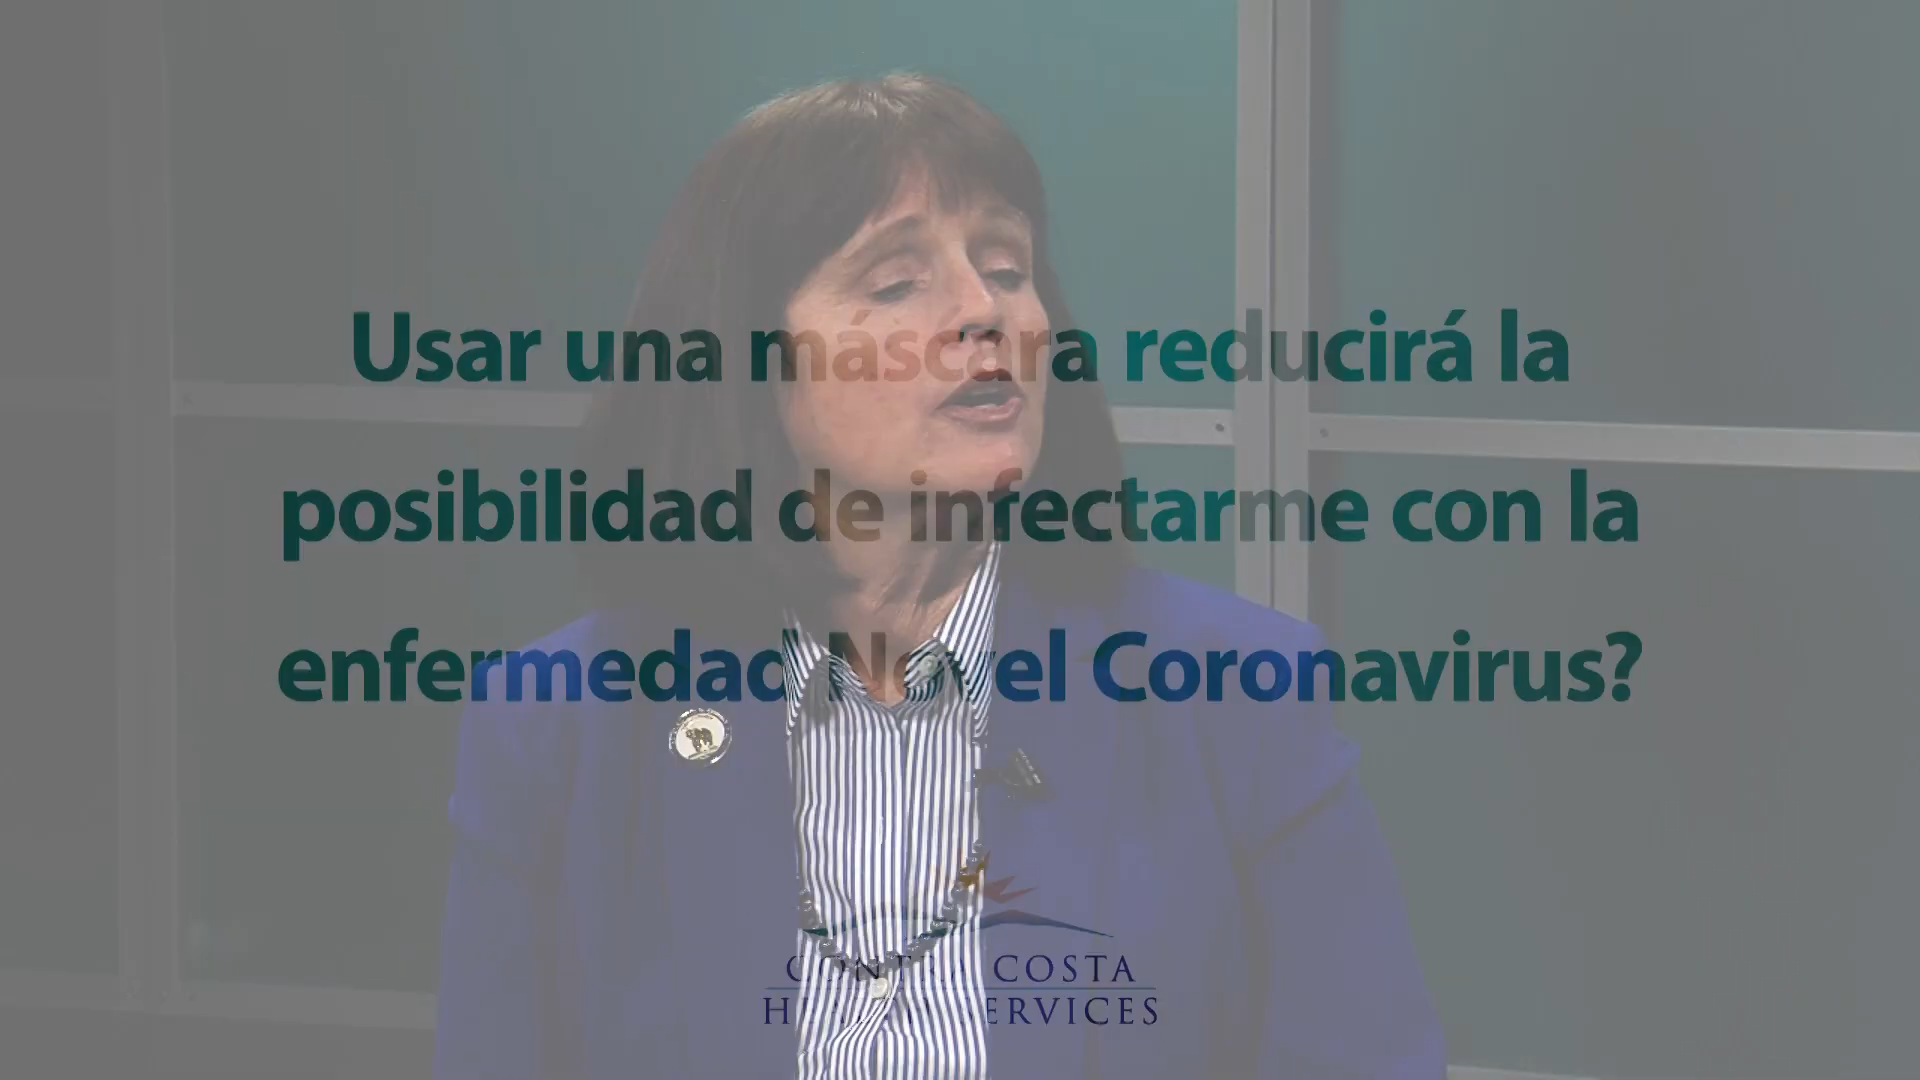 Usar una máscara reducirá la
posibilidad de infectarme con la
enfermedad Novel Coronavirus?
CONTRA COSTA
HEALTH SERVICES